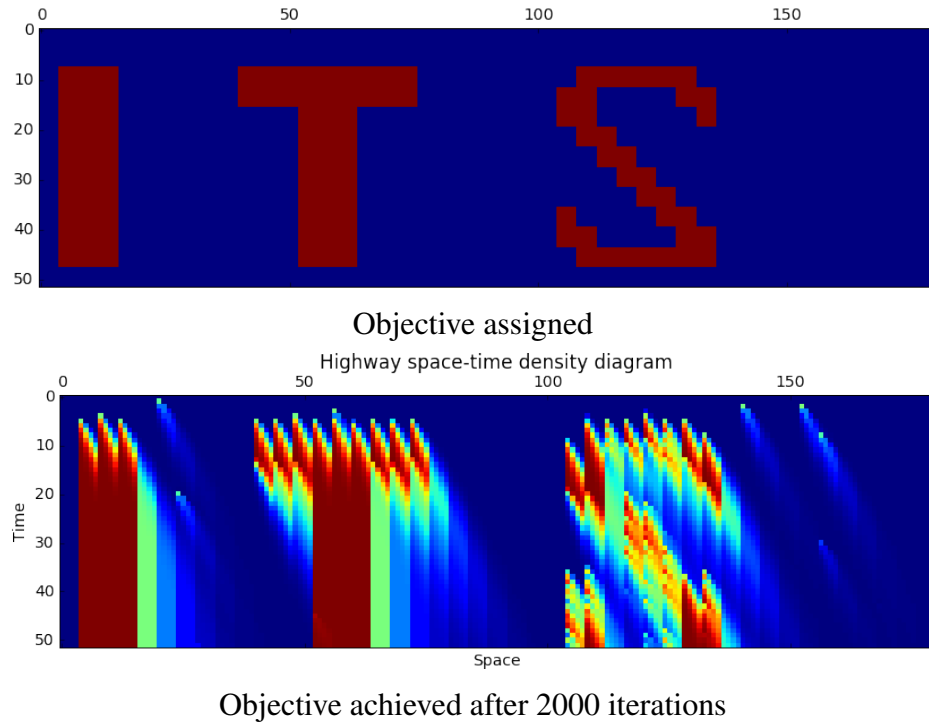 0 50 100 150
0
10
20
30
40
50
I T S
Objective assigned
Highway space-time density diagram
0 50 100 150
0
10
20
30
40
50
Time
Space
Objective achieved after 2000 iterations